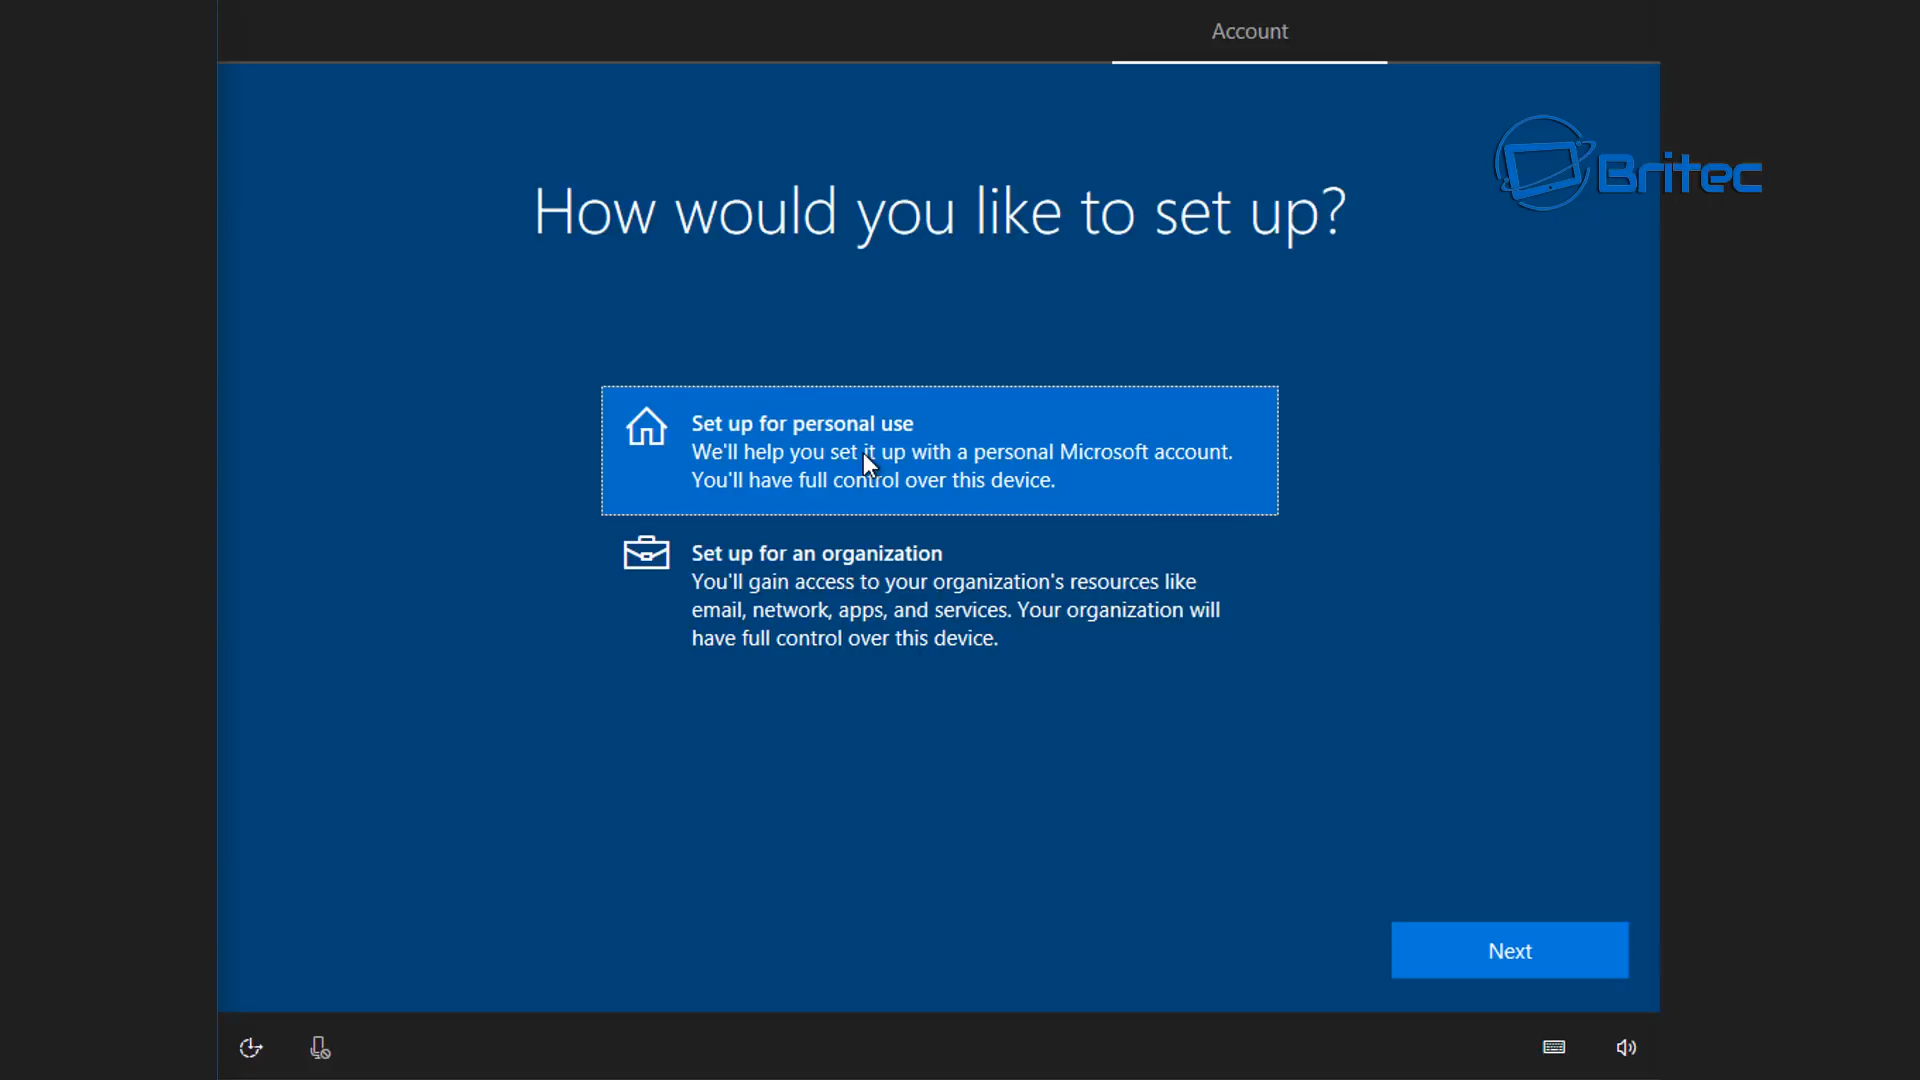 Account
Britec
How would you like to set up?
Set up for personal use
We'll help you set it up with a personal Microsoft account.
You'll have full control over this device.
Set up for an organization
You'll gain access to your organization's resources like
email, network, apps, and services. Your organization will
have full control over this device.
Next